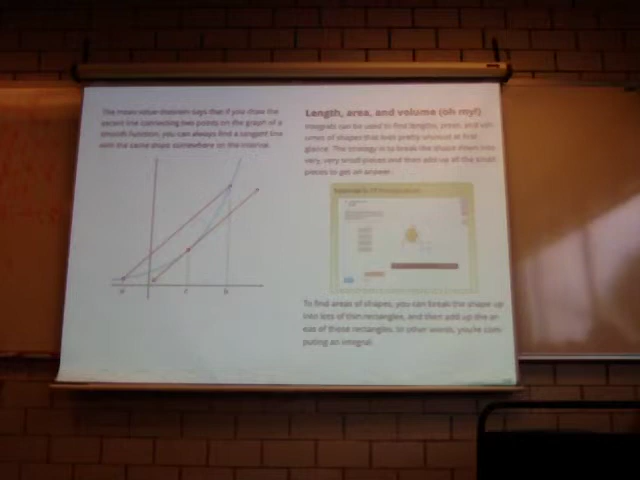 The mean value theorem says that if you draw the
secant line connecting two points on the graph of a
smooth function, you can always find a tangent line
with the same slope somewhere on the interval.
a
c
b
Length, area, and volume (oh my!)
Integrals can be used to find lengths, areas, and vol-
umes of shapes that look pretty unusual at first
glance. The strategy is to break the shape down into
very, very small pieces and then add up all the small
pieces to get an answer.
To find areas of shapes, you can break the shape up
into lots of thin rectangles, and then add up the ar-
eas of those rectangles. In other words, you're com-
puting an integral.